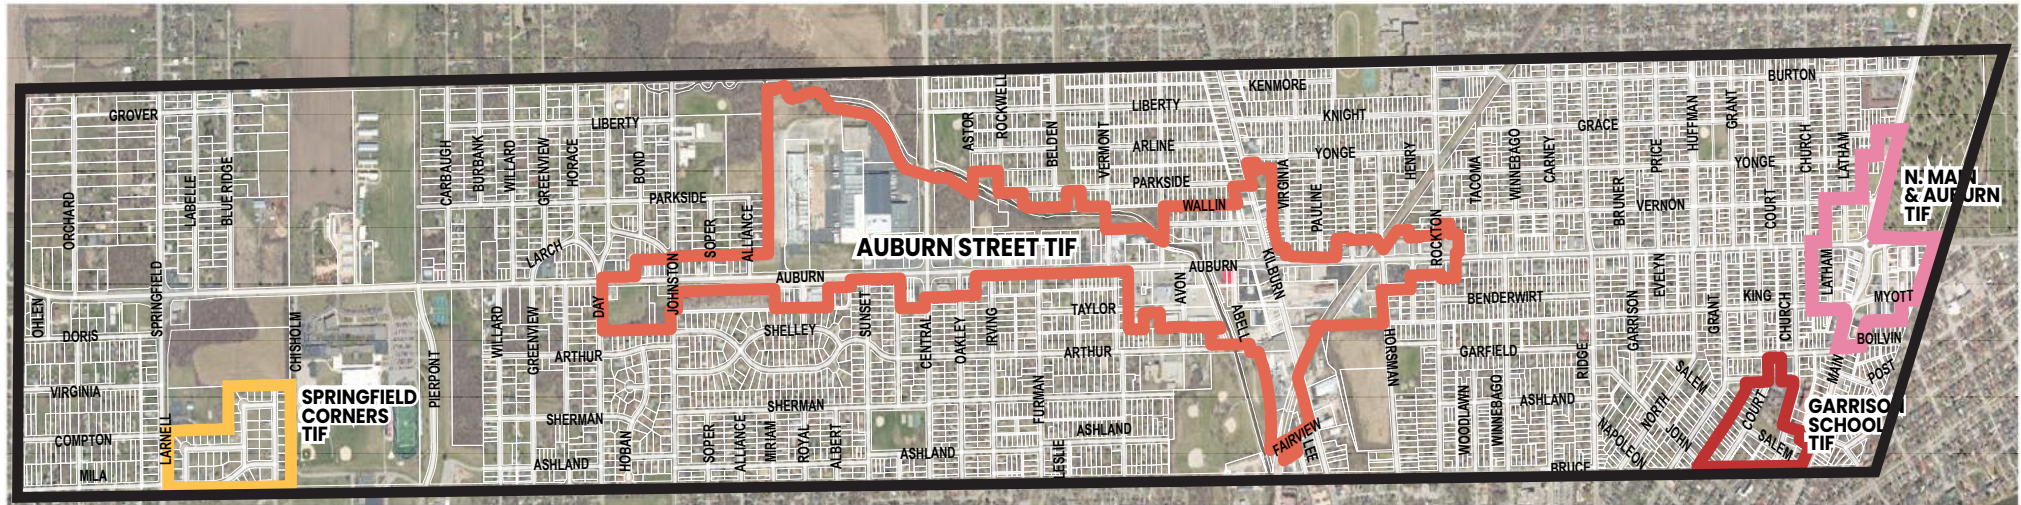 BURTON
KENMORE
GROVER
LIBERTY
LIBERTY
KNIGHT
GRACE
ASTOR
ROCKWELL
BELDEN
VERMONT
ARLINE
YONGE
HENRY
TACOMA
WINNEBAGO
CARNEY
PRICE
HUFFMAN
GRANT
YONGE
CHURCH
LATHAM
ORCHARD
LABELLE
BLUERIDGE
CARBAUGH
BURBANK
WILLARD
GREENVIEW
HORACE
BOND
PARKSIDE
PARKSIDE
WALLIN
VIRGINIA
PAULINE
BRUNER
VERNON
COURT
N. MAIN
& AUBURN
TIF
LARCH
SOPER
ALLIANCE
AUBURN STREET TIF
ROCKTON
OHLEN
SPRINGFIELD
DAY
JOHNSTON
AUBURN
AUBURN
AVON
KILBURN
EVELYN
LATHAM
DORIS
CHISHOLM
PIERPONT
WILLARD
GREENVIEW
ARTHUR
SHELLEY
SUNSET
CENTRAL
OAKLEY
IRVING
TAYLOR
ARTHUR
ABELL
HORSMAN
BENDERWIRT
GARFIELD
RIDGE
GARRISON
GRANT
KING
CHURCH
MYOTT
BOILVIN
MAIN
POST
VIRGINIA
COMPTON
MILA
LARNELL
SPRINGFIELD
CORNERS
TIF
SHERMAN
SHERMAN
HOBAN
ASHLAND
SOPER
ALLIANCE
MIRIAM
ROYAL
ALBERT
ASHLAND
FURMAN
LESLIE
ASHLAND
FAIRVIEW
LEE
WOODLAWN
WINNEBAGO
ASHLAND
BRUCE
NAPOLEON
JOHN
NORTH
SALEM
COURT
SALEM
GARRISON
SCHOOL
TIF